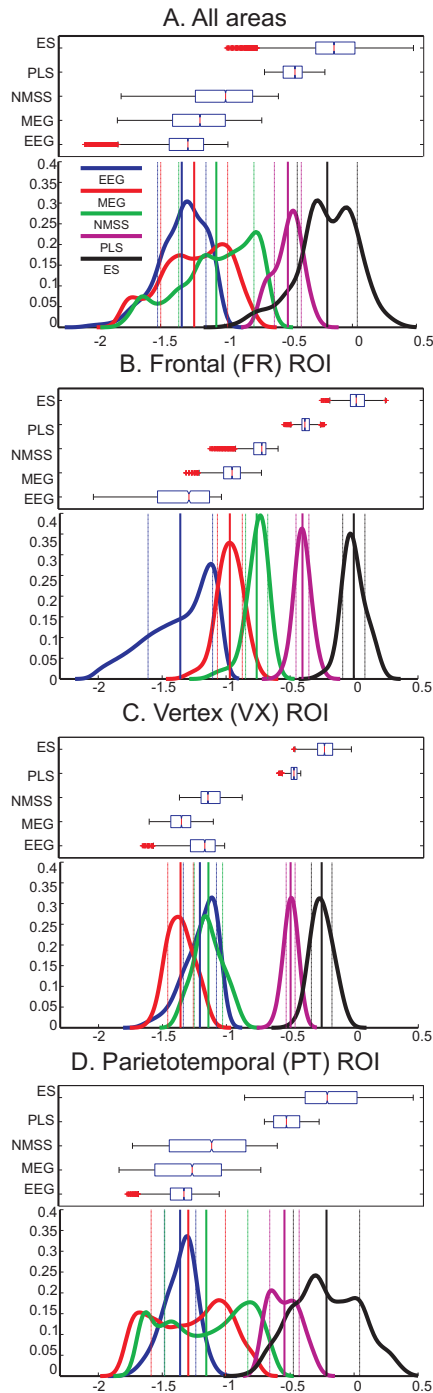 A. All areas
ES
PLS
NMSS
MEG
EEG
0.4
0.35
0.3
0.25
0.2
0.15
0.1
0.05
0
EEG
MEG
NMSS
PLS
ES
-2 -1.5 -1 -0.5 0 0.5
B. Frontal (FR) ROI
ES
PLS
NMSS
MEG
EEG
0.4
0.35
0.3
0.25
0.2
0.15
0.1
0.05
0
-2 -1.5 -1 -0.5 0 0.5
C. Vertex (VX) ROI
ES
PLS
NMSS
MEG
EEG
0.4
0.35
0.3
0.25
0.2
0.15
0.1
0.05
0
-2 -1.5 -1 -0.5 0 0.5
D. Parietotemporal (PT) ROI
ES
PLS
NMSS
MEG
EEG
0.4
0.35
0.3
0.25
0.2
0.15
0.1
0.05
0
-2 -1.5 -1 -0.5 0 0.5